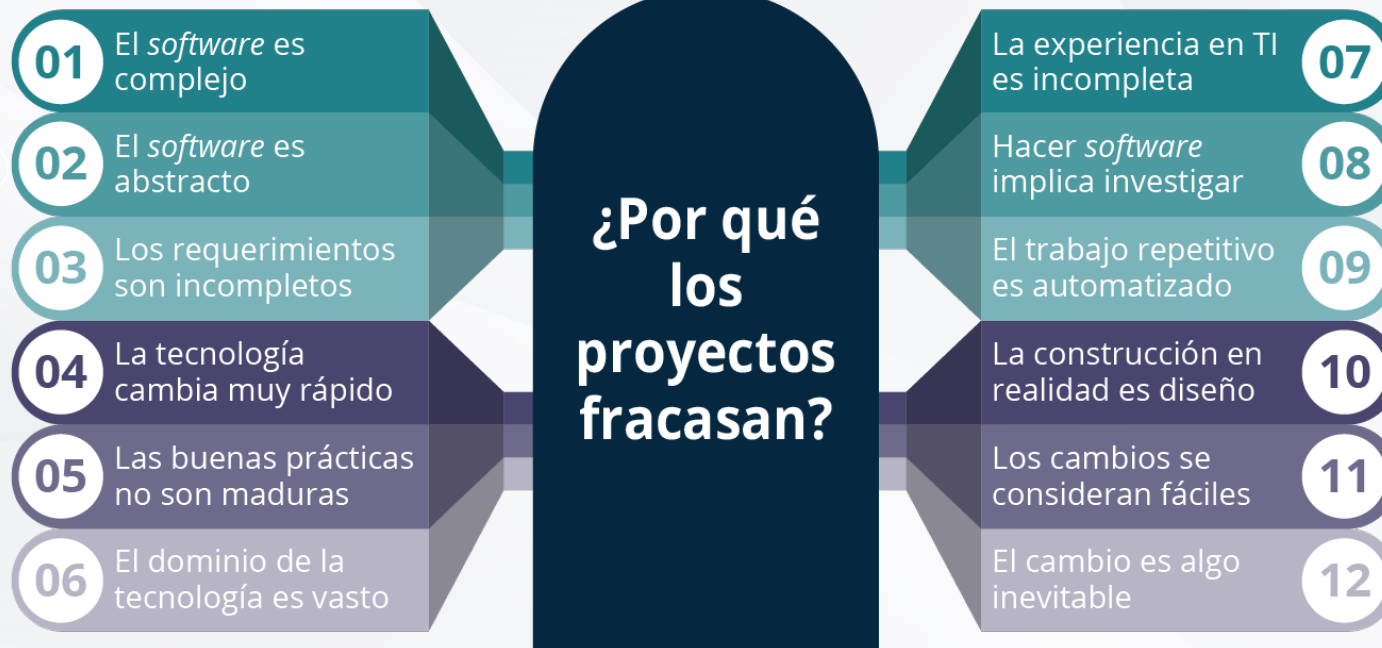 01
El software es
complejo
02
El software es
abstracto
03
Los requerimientos
son incompletos
04
La tecnología
cambia muy rápido
05
Las buenas prácticas
no son maduras
06
El dominio de la
tecnología es vasto
¿Por qué
los
proyectos
fracasan?
La experiencia en TI
es incompleta
07
Hacer software
implica investigar
08
El trabajo repetitivo
es automatizado
09
La construcción en
realidad es diseño
10
Los cambios se
consideran fáciles
11
El cambio es algo
inevitable
12